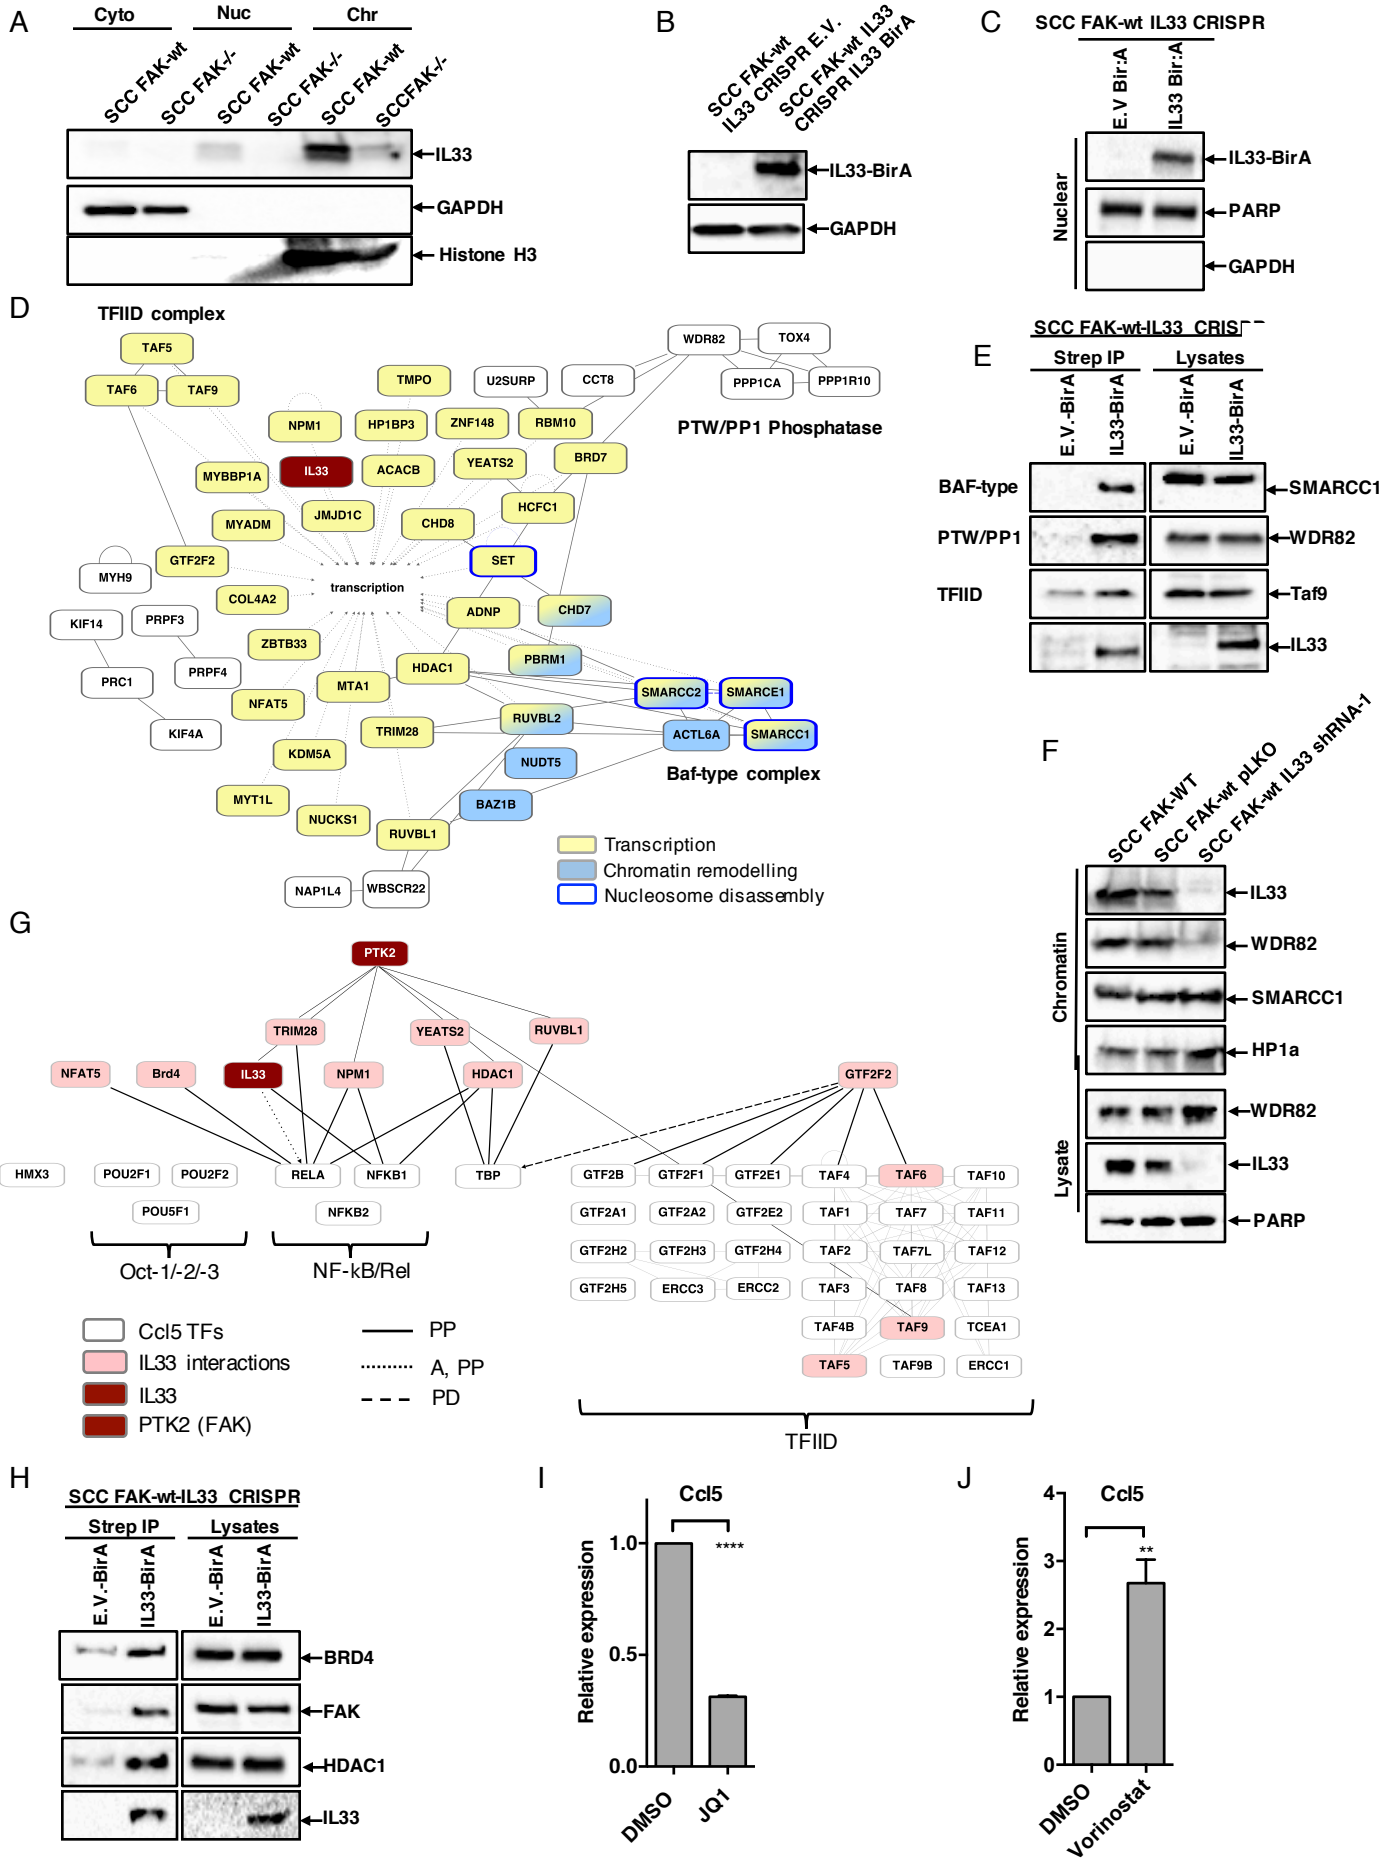 A
Cyto
Nuc
Chr
SCC FAK-wt
SCC FAK-/-
SCC FAK-wt
SCC FAK-/-
SCC FAK-wt
SCCFAK-/-
IL33
GAPDH
Histone H3
B
SCC FAK-wt
IL33 CRISPR E.V.
SCC FAK-wt IL33
CRISPR IL33 BirA
IL33-BirA
GAPDH
C
SCC FAK-wt IL33 CRISPR
E.V Bir:A
IL33 Bir:A
Nuclear
IL33-BirA
PARP
GAPDH
D
TFIID complex
TAF5
TAF6
TAF9
TMPO
U2SURP
CCT8
WDR82
TOX4
PPP1CA
PPP1R10
PTW/PP1 Phosphatase
NPM1
HP1BP3
ZNF148
RBM10
MYBBP1A
IL33
ACACB
YEATS2
BRD7
MYADM
JMJD1C
CHD8
HCFC1
GTF2F2
SET
MYH9
transcription
COL4A2
ADNP
CHD7
KIF14
PRPF3
ZBTB33
HDAC1
PBRM1
PRPF4
PRC1
MTA1
SMARCC2
SMARCE1
NFAT5
KIF4A
TRIM28
RUVBL2
ACTL6A
SMARCC1
KDM5A
NUDT5
Baf-type complex
MYT1L
NUCKS1
BAZ1B
RUVBL1
NAP1L4
WBSCR22
Transcription
Chromatin remodelling
Nucleosome disassembly
E
SCC FAK-wt-IL33 CRISPR
Strep IP
Lysates
E.V.-BirA
IL33-BirA
E.V.-BirA
IL33-BirA
BAF-type
SMARCC1
PTW/PP1
WDR82
TFIID
Taf9
IL33
F
SCC FAK-WT
SCC FAK-wt pLKO
SCC FAK-wt IL33 shRNA-1
Chromatin
IL33
WDR82
SMARCC1
HP1a
Lysate
WDR82
IL33
PARP
G
PTK2
TRIM28
YEATS2
RUVBL1
NFAT5
Brd4
IL33
NPM1
HDAC1
GTF2F2
HMX3
POU2F1
POU2F2
RELA
NFKB1
TBP
GTF2B
GTF2F1
GTF2E1
TAF4
TAF6
TAF10
POU5F1
NFKB2
GTF2A1
GTF2A2
GTF2E2
TAF1
TAF7
TAF11
GTF2H2
GTF2H3
GTF2H4
TAF2
TAF7L
TAF12
GTF2H5
ERCC3
ERCC2
TAF3
TAF8
TAF13
TAF4B
TAF9
TCEA1
TAF5
TAF9B
ERCC1
Oct-1/-2/-3
NF-kB/Rel
TFIID
Ccl5 TFs
IL33 interactions
IL33
PTK2 (FAK)
PP
A, PP
PD
H
SCC FAK-wt-IL33 CRISPR
Strep IP
Lysates
E.V.-BirA
IL33-BirA
E.V.-BirA
IL33-BirA
BRD4
FAK
HDAC1
IL33
I
Ccl5
****
Relative expression
1.0
0.5
0.0
DMSO
JQ1
J
Ccl5
**
Relative expression
4
3
2
1
0
DMSO
Vorinostat